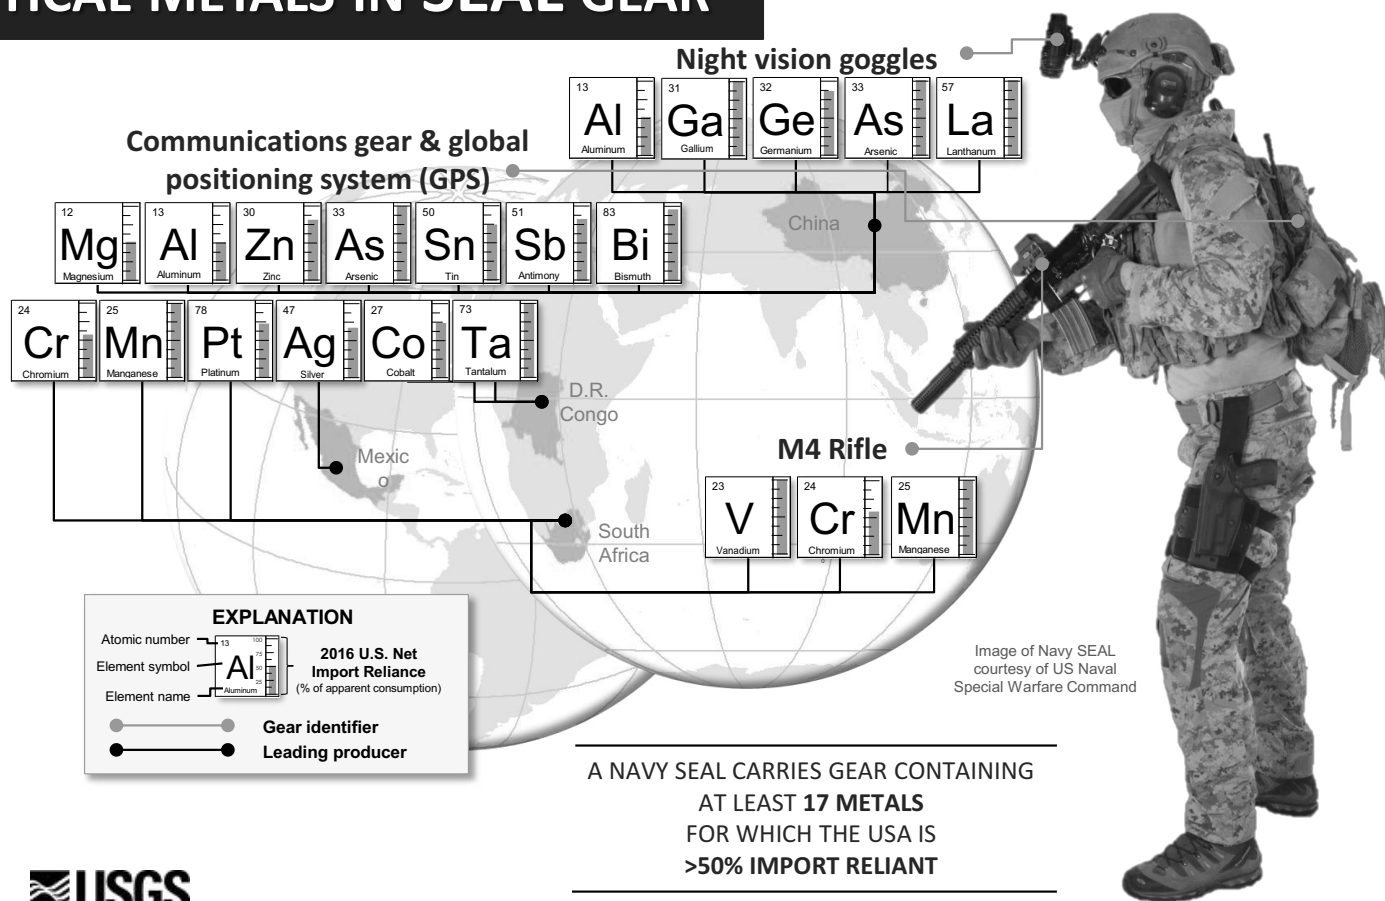 TICAL METALS IN SEAL GEAR
Night vision goggles
13
Al
Aluminum
31
Ga
Gallium
32
Ge
Germanium
33
As
Arsenic
57
La
Lanthanum
Communications gear & global
positioning system (GPS)
12
Mg
Magnesium
13
Al
Aluminum
30
Zn
Zinc
33
As
Arsenic
50
Sn
Tin
51
Sb
Antimony
83
Bi
Bismuth
China
24
Cr
Chromium
25
Mn
Manganese
78
Pt
Platinum
47
Ag
Silver
27
Co
Cobalt
73
Ta
Tantalum
D.R.
Congo
Mexic
o
South
Africa
M4 Rifle
23
V
Vanadium
24
Cr
Chromium
25
Mn
Manganese
EXPLANATION
Atomic number
Element symbol
Element name
13
Al
Aluminum
100
75
50
25
2016 U.S. Net
Import Reliance
(% of apparent consumption)
Gear identifier
Leading producer
Image of Navy SEAL
courtesy of US Naval
Special Warfare Command
A NAVY SEAL CARRIES GEAR CONTAINING
AT LEAST 17 METALS
FOR WHICH THE USA IS
>50% IMPORT RELIANT
USGS